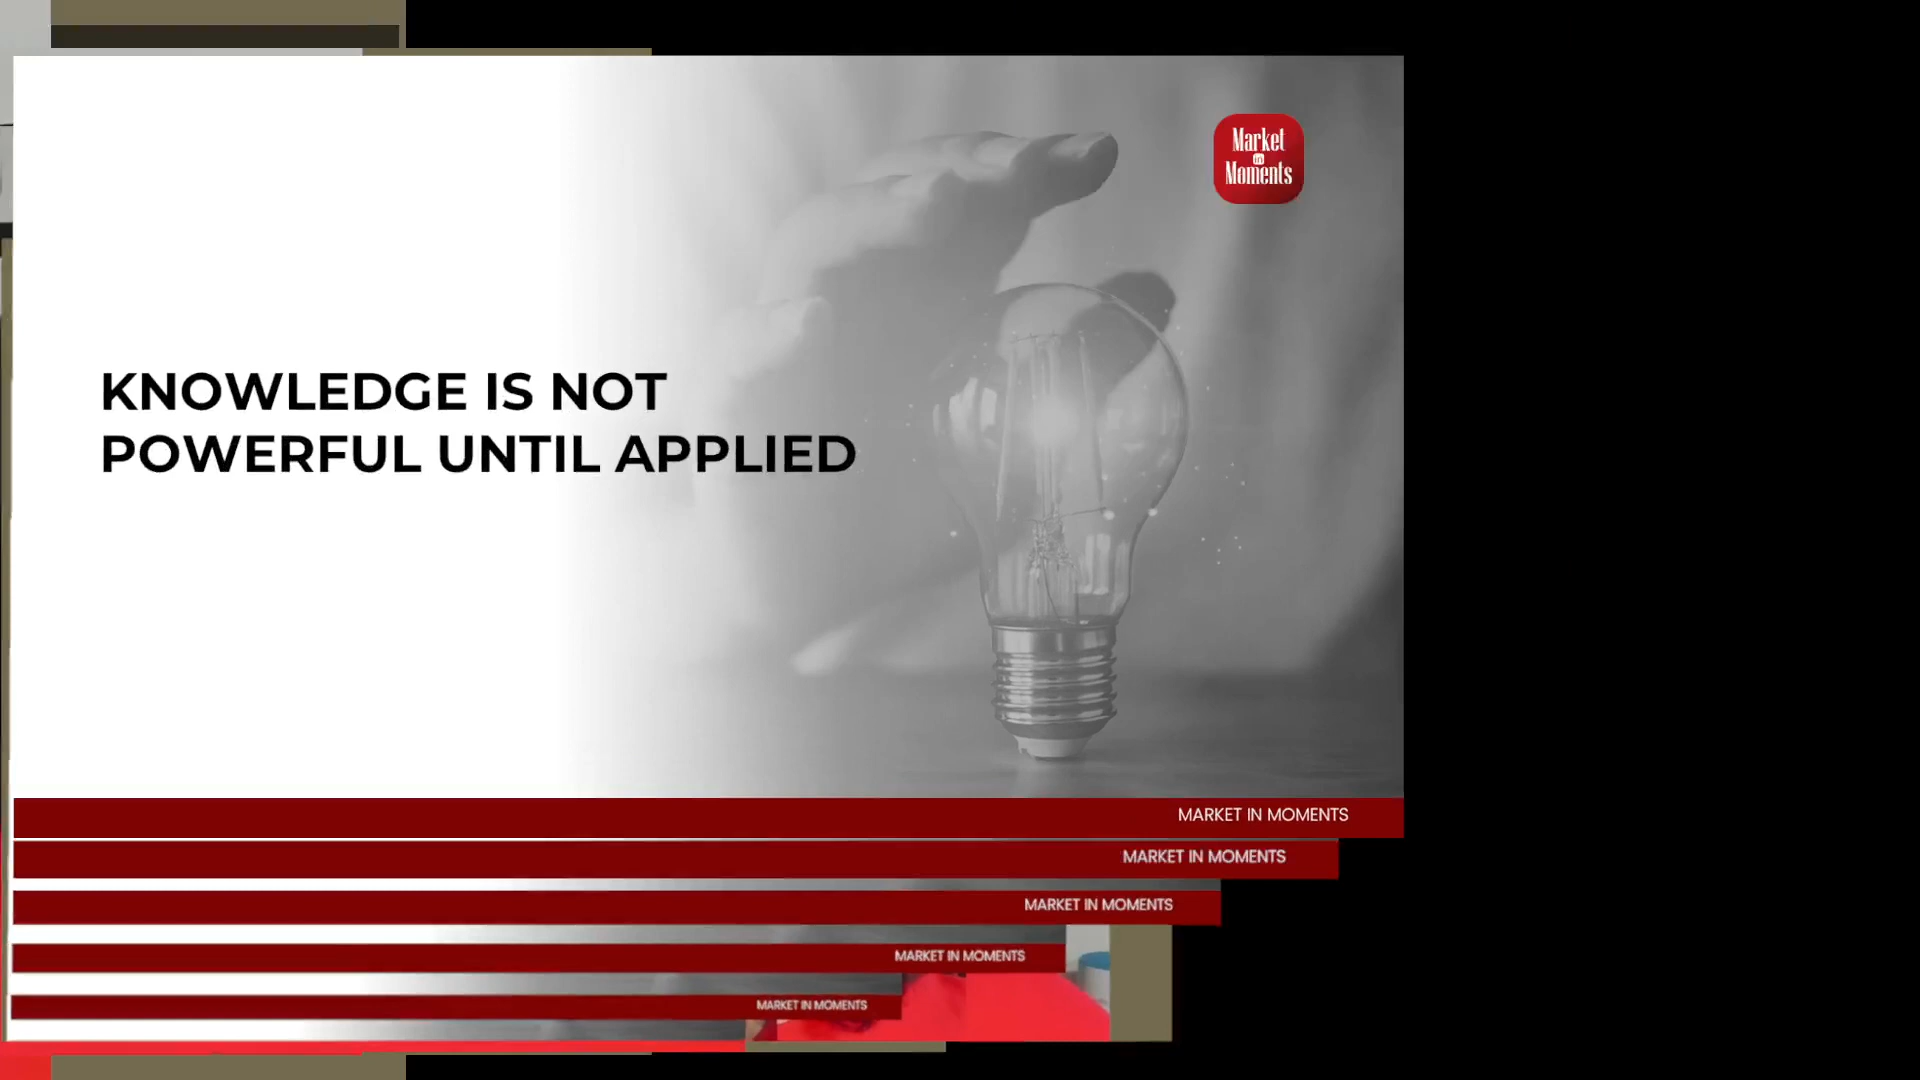 Market
in
Moments
KNOWLEDGE IS NOT
POWERFUL UNTIL APPLIED
MARKET IN MOMENTS
MARKET IN MOMENTS
MARKET IN MOMENTS
MARKET IN MOMENTS
MARKET IN MOMENTS